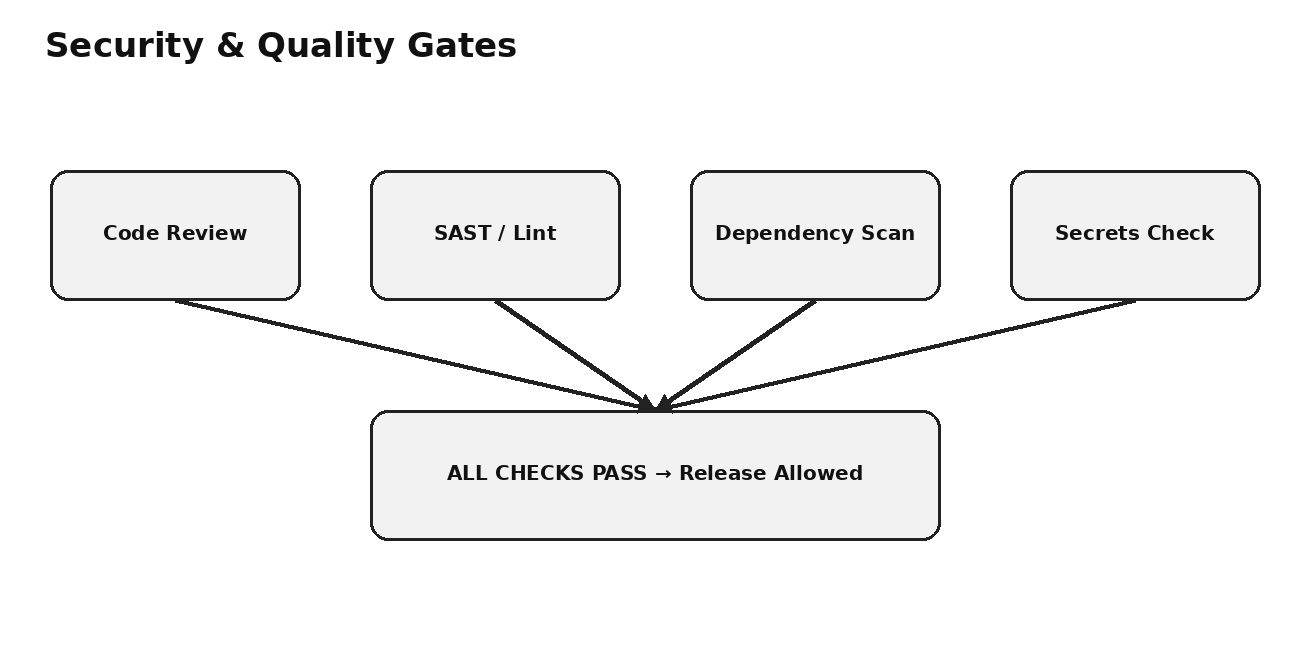 Security & Quality Gates
Code Review
SAST / Lint
Dependency Scan
Secrets Check
ALL CHECKS PASS → Release Allowed